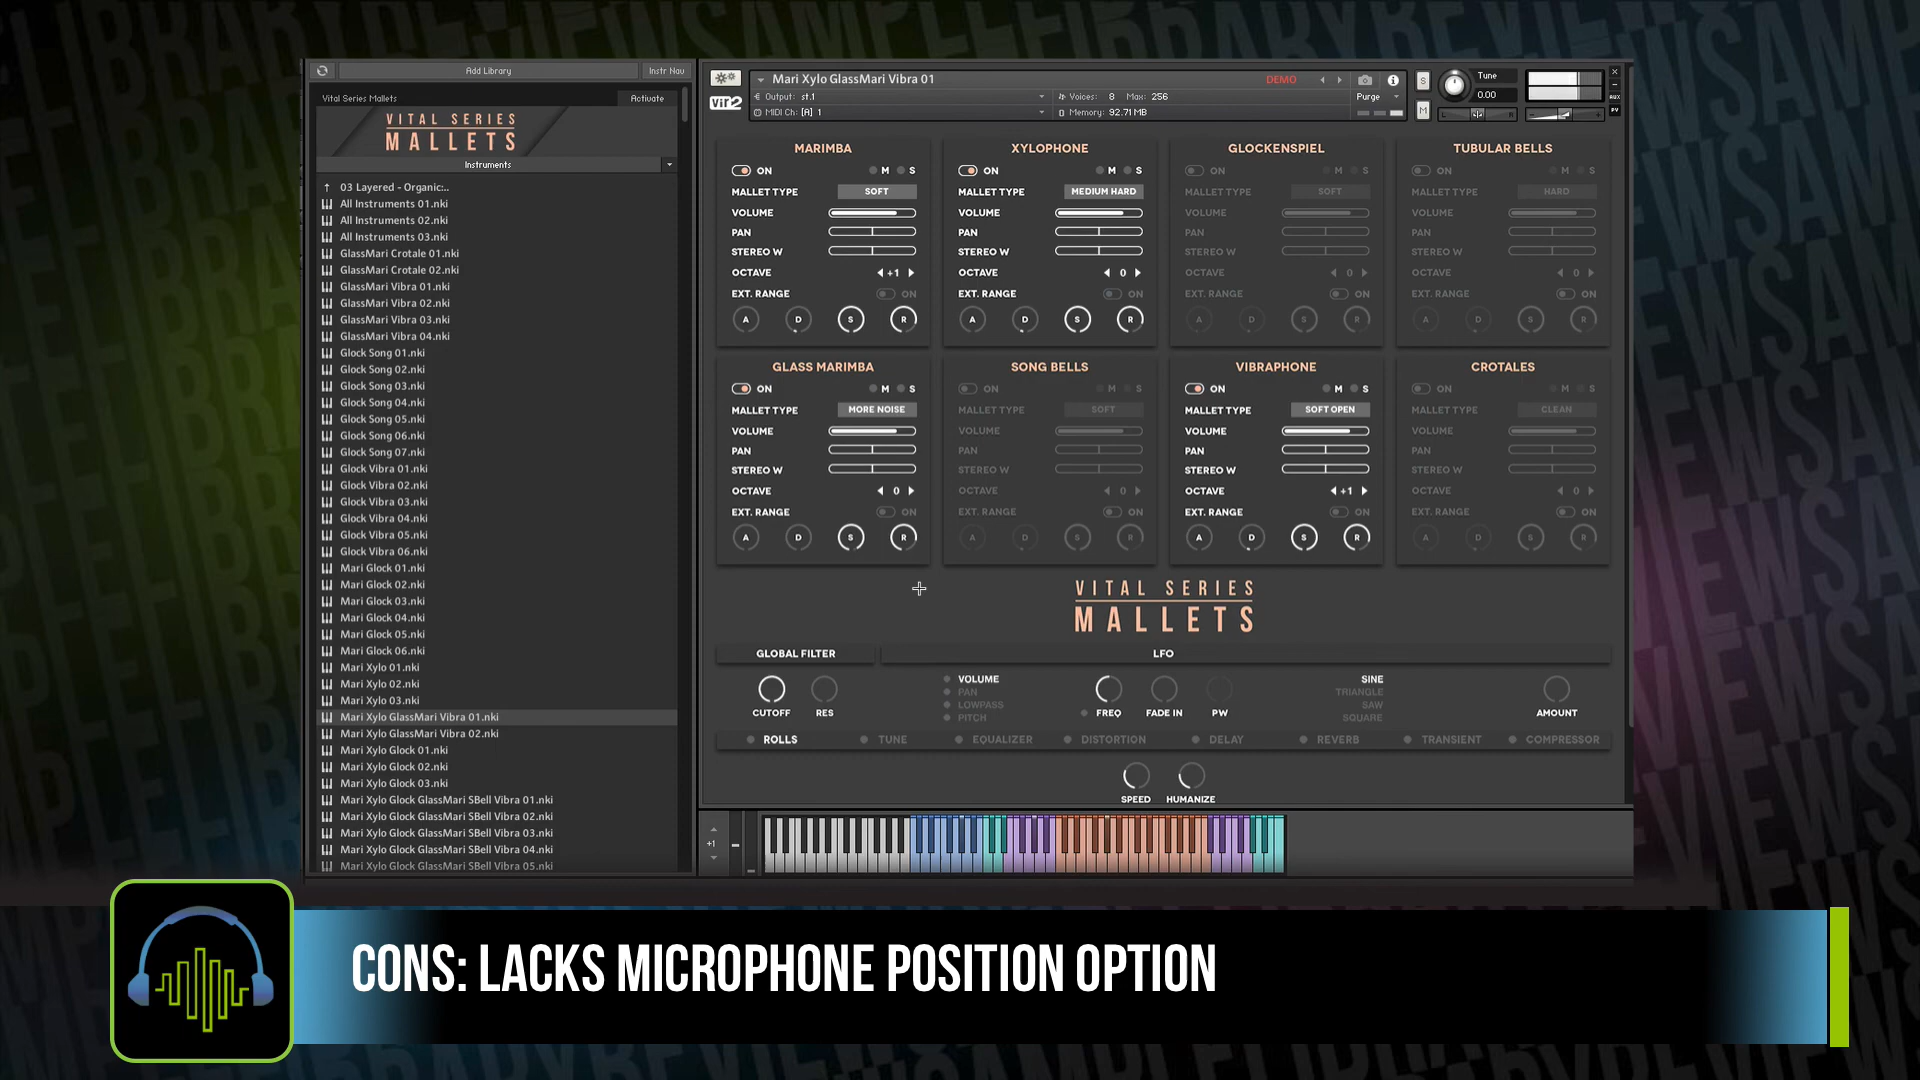 Add Library
Instr Nav
Vital Series Mallets
Activate
VITAL SERIES
MALLETS
Instruments
03 Layered - Organic:..
All Instruments 01.nki
All Instruments 02.nki
All Instruments 03.nki
GlassMari Crotale 01.nki
GlassMari Crotale 02.nki
GlassMari Vibra 01.nki
GlassMari Vibra 02.nki
GlassMari Vibra 03.nki
GlassMari Vibra 04.nki
Glock Song 01.nki
Glock Song 02.nki
Glock Song 03.nki
Glock Song 04.nki
Glock Song 05.nki
Glock Song 06.nki
Glock Song 07.nki
Glock Vibra 01.nki
Glock Vibra 02.nki
Glock Vibra 03.nki
Glock Vibra 04.nki
Glock Vibra 05.nki
Glock Vibra 06.nki
Mari Glock 01.nki
Mari Glock 02.nki
Mari Glock 03.nki
Mari Glock 04.nki
Mari Glock 05.nki
Mari Glock 06.nki
Mari Xylo 01.nki
Mari Xylo 02.nki
Mari Xylo 03.nki
Mari Xylo GlassMari Vibra 01.nki
Mari Xylo GlassMari Vibra 02.nki
Mari Xylo Glock 01.nki
Mari Xylo Glock 02.nki
Mari Xylo Glock 03.nki
Mari Xylo Glock GlassMari SBell Vibra 01.nki
Mari Xylo Glock GlassMari SBell Vibra 02.nki
Mari Xylo Glock GlassMari SBell Vibra 03.nki
Mari Xylo Glock GlassMari SBell Vibra 04.nki
Mari Xylo Glock GlassMari SBell Vibra 05.nki
vir2
Mari Xylo GlassMari Vibra 01 DEMO
Output: st.1 Voices: 8 Max: 256 Purge
MIDI Ch: [A] 1 Memory: 92.71 MB
S
M
Tune
0.00
L R
AUX
PV
MARIMBA
ON M S
MALLET TYPE SOFT
VOLUME
PAN
STEREO W
OCTAVE +1
EXT. RANGE ON
A D S R
XYLOPHONE
ON M S
MALLET TYPE MEDIUM HARD
VOLUME
PAN
STEREO W
OCTAVE 0
EXT. RANGE ON
A D S R
GLOCKENSPIEL
ON M S
MALLET TYPE SOFT
VOLUME
PAN
STEREO W
OCTAVE 0
EXT. RANGE ON
A D S R
TUBULAR BELLS
ON M S
MALLET TYPE HARD
VOLUME
PAN
STEREO W
OCTAVE 0
EXT. RANGE ON
A D S R
GLASS MARIMBA
ON M S
MALLET TYPE MORE NOISE
VOLUME
PAN
STEREO W
OCTAVE 0
EXT. RANGE ON
A D S R
SONG BELLS
ON M S
MALLET TYPE SOFT
VOLUME
PAN
STEREO W
OCTAVE 0
EXT. RANGE ON
A D S R
VIBRAPHONE
ON M S
MALLET TYPE SOFT OPEN
VOLUME
PAN
STEREO W
OCTAVE +1
EXT. RANGE ON
A D S R
CROTALES
ON M S
MALLET TYPE CLEAN
VOLUME
PAN
STEREO W
OCTAVE 0
EXT. RANGE ON
A D S R
VITAL SERIES
MALLETS
GLOBAL FILTER
LFO
CUTOFF RES
VOLUME
PAN
LOWPASS
PITCH
FREQ FADE IN PW
SINE
TRIANGLE
SAW
SQUARE
AMOUNT
ROLLS TUNE EQUALIZER DISTORTION DELAY REVERB TRANSIENT COMPRESSOR
SPEED HUMANIZE
+1
CONS: LACKS MICROPHONE POSITION OPTION